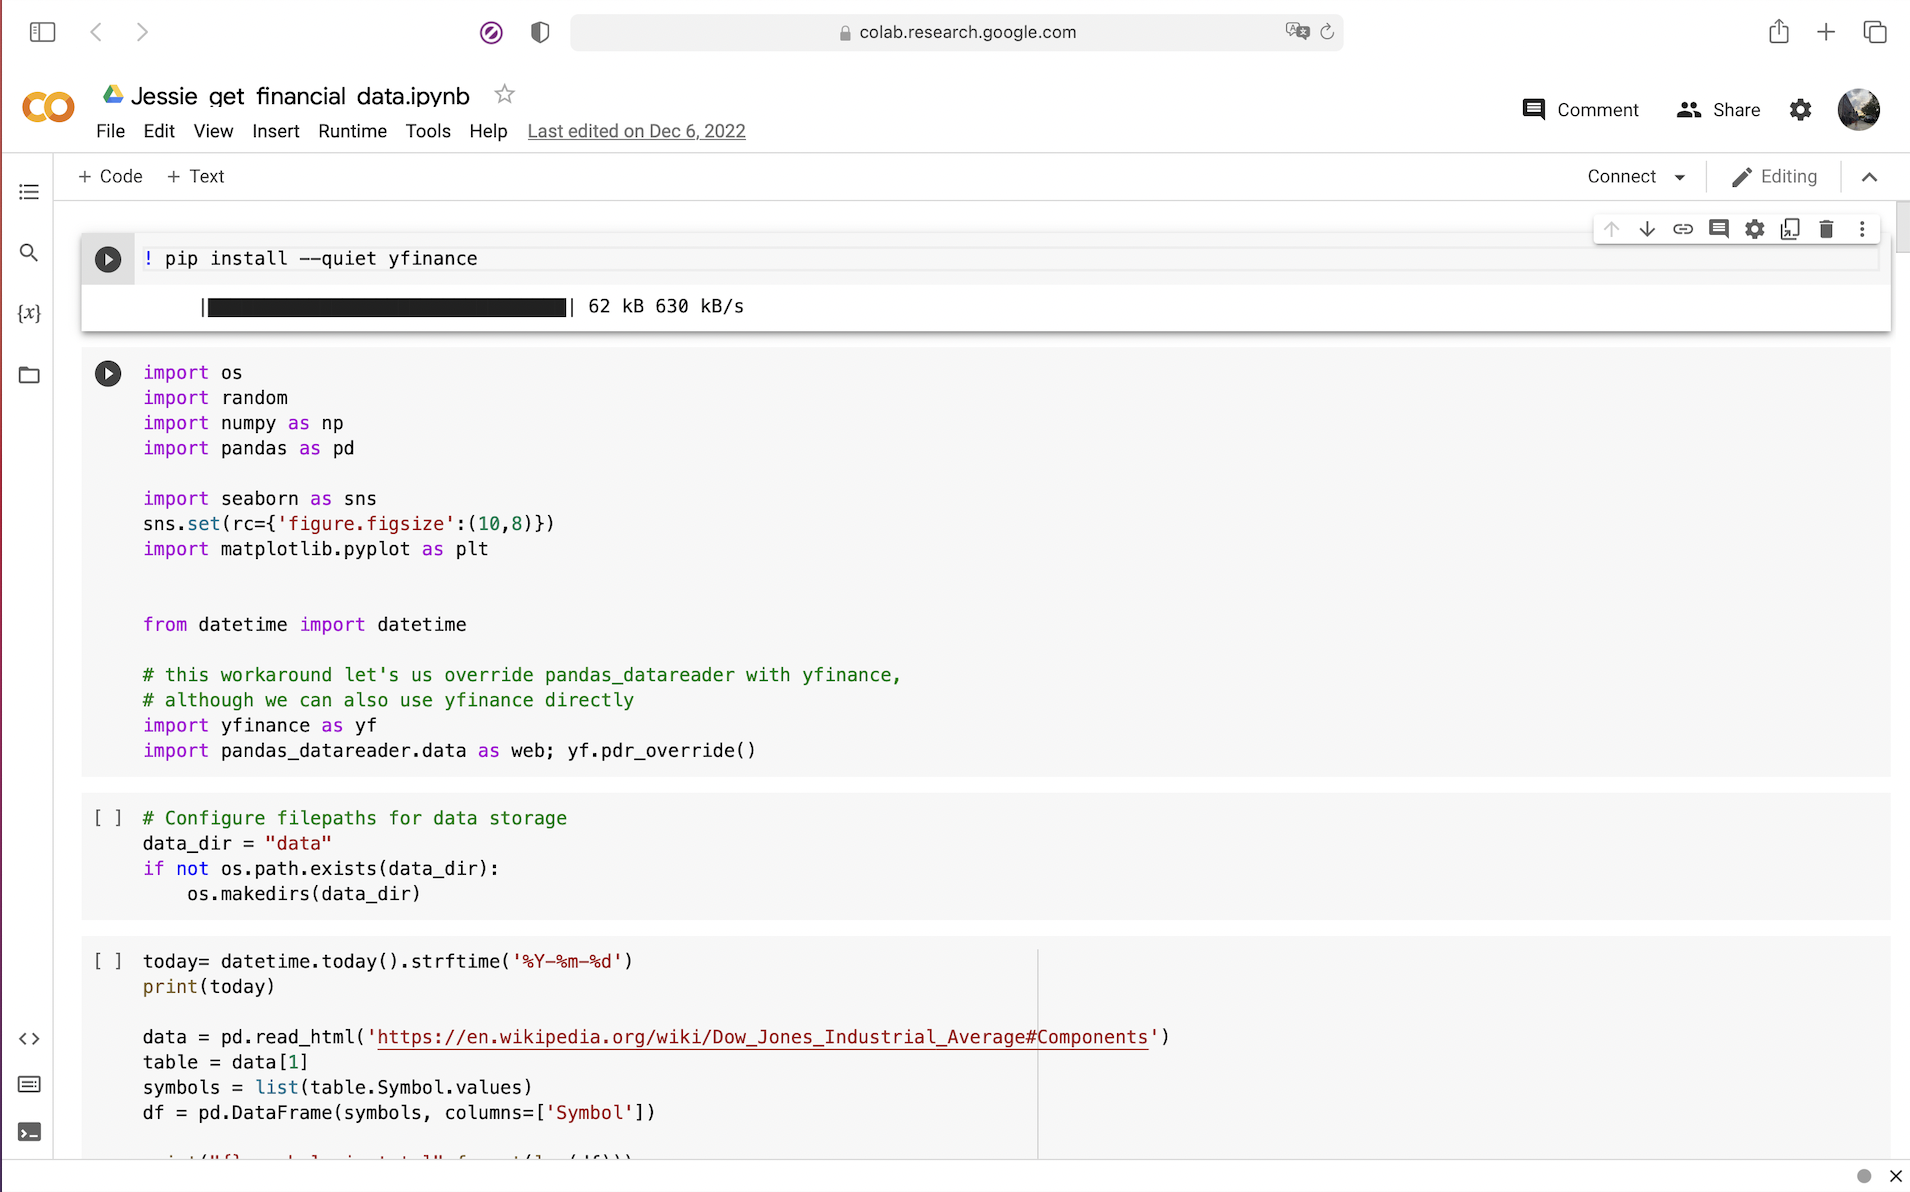 colab.research.google.com
Jessie_get_financial_data.ipynb
File Edit View Insert Runtime Tools Help Last edited on Dec 6, 2022
Comment Share
+ Code + Text
Connect Editing
! pip install --quiet yfinance
| 62 kB 630 kB/s
{x}
import os
import random
import numpy as np
import pandas as pd
import seaborn as sns
sns.set(rc={'figure.figsize':(10,8)})
import matplotlib.pyplot as plt
from datetime import datetime
# this workaround let's us override pandas_datareader with yfinance,
# although we can also use yfinance directly
import yfinance as yf
import pandas_datareader.data as web; yf.pdr_override()
[ ] # Configure filepaths for data storage
data_dir = "data"
if not os.path.exists(data_dir):
    os.makedirs(data_dir)
[ ] today= datetime.today().strftime('%Y-%m-%d')
print(today)
data = pd.read_html('https://en.wikipedia.org/wiki/Dow_Jones_Industrial_Average#Components')
table = data[1]
symbols = list(table.Symbol.values)
df = pd.DataFrame(symbols, columns=['Symbol'])